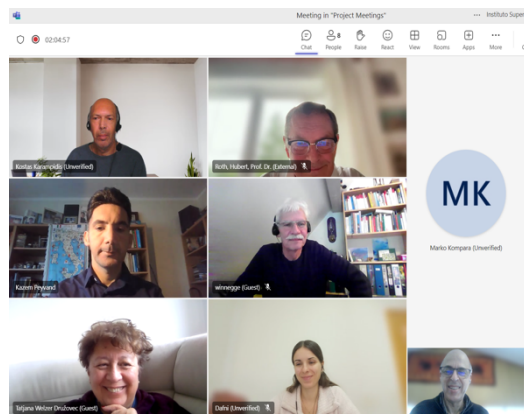 Meeting in "Project Meetings"
Instituto Super
02:04:57
8
Chat
People
Raise
React
View
Rooms
Apps
More
Kostas Karampidis (Unverified)
Roth, Hubert, Prof. Dr. (External)
MK
Marko Kompara (Unverified)
Kazem Peyvand
winnegge (Guest)
Tatjana Welzer Družovec (Guest)
Dafni (Unverified)